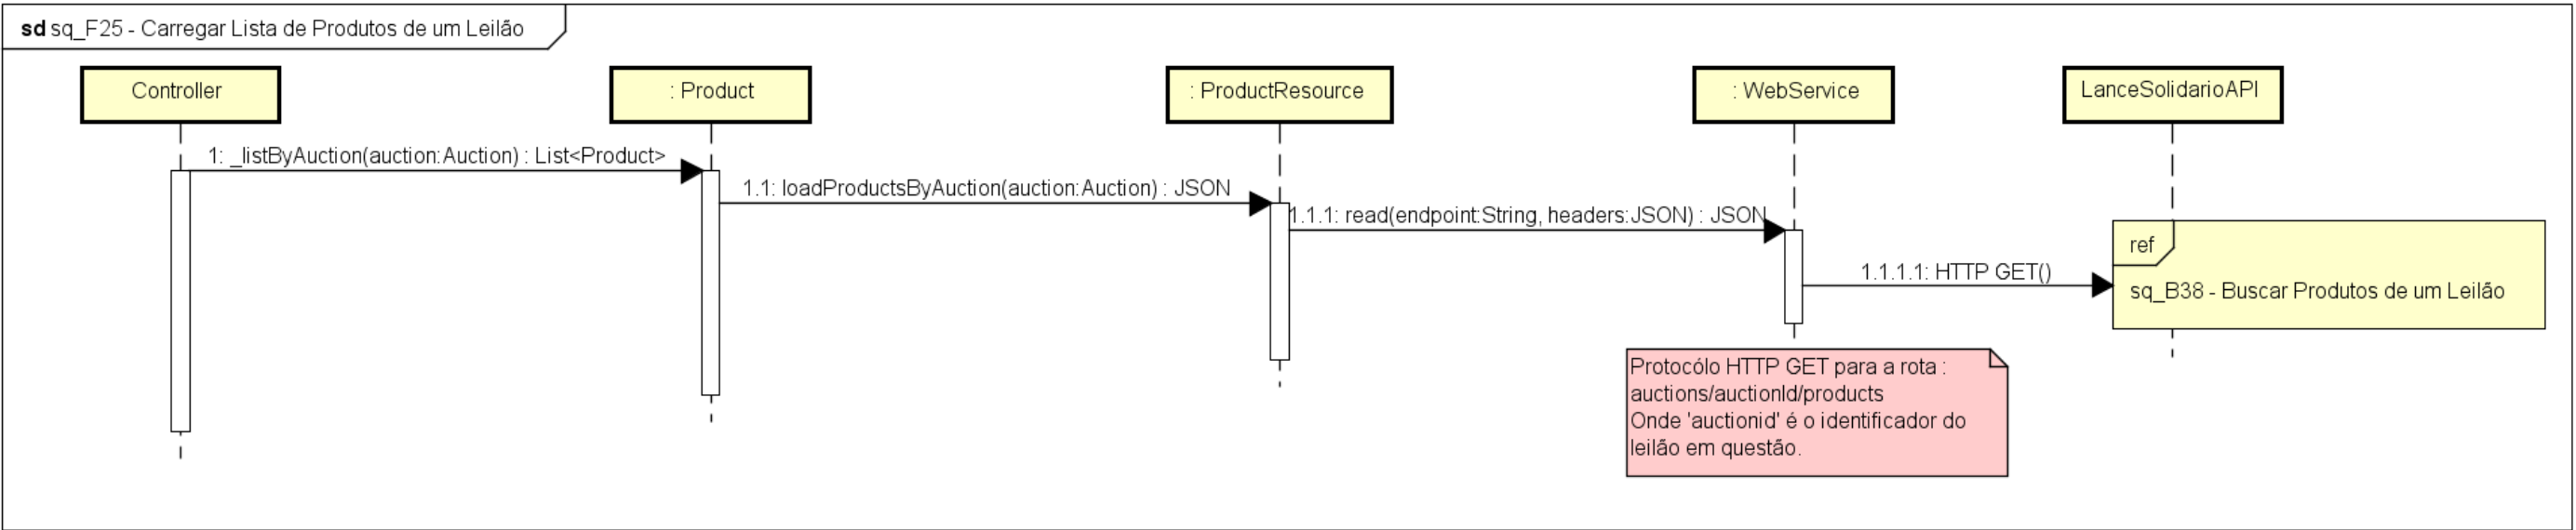 sd sq_F25 - Carregar Lista de Produtos de um Leilão
Controller
: Product
: ProductResource
: WebService
LanceSolidarioAPI
1: _listByAuction(auction:Auction) : List<Product>
1.1: loadProductsByAuction(auction:Auction) : JSON
1.1.1: read(endpoint:String, headers:JSON) : JSON
1.1.1.1: HTTP GET()
ref
sq_B38 - Buscar Produtos de um Leilão
Protocólo HTTP GET para a rota :
auctions/auctionId/products
Onde 'auctionid' é o identificador do
leilão em questão.